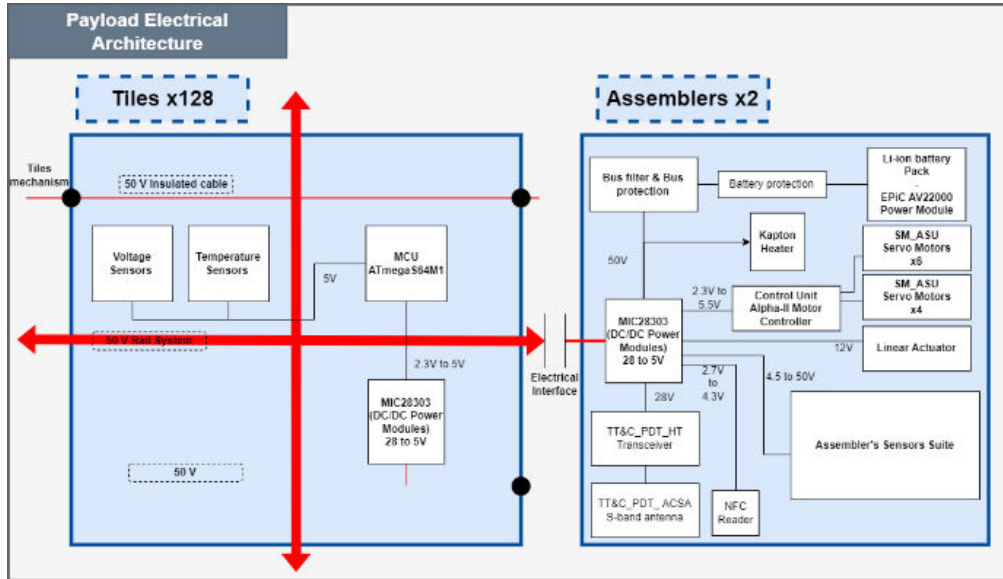 Payload Electrical
Architecture
Tiles x128
Assemblers x2
Tiles
mechanism
50 V Insulated cable
Voltage
Sensors
Temperature
Sensors
MCU
ATmegaS64M1
5V
50 V Rail System
2.3V to 5V
MIC28303
(DC/DC Power
Modules)
28 to 5V
50 V
Electrical
Interface
Bus filter & Bus
protection
Battery protection
Li-ion battery
Pack
-
EPiC AV22000
Power Module
Kapton
Heater
50V
SM_ASU
Servo Motors
x6
2.3V to
5.5V
Control Unit
Alpha-II Motor
Controller
SM_ASU
Servo Motors
x4
MIC28303
(DC/DC Power
Modules)
28 to 5V
12V
Linear Actuator
2.7V
to
4.3V
4.5 to 50V
28V
TT&C_PDT_HT
Transceiver
Assembler's Sensors Suite
TT&C_PDT_ ACSA
S-band antenna
NFC
Reader